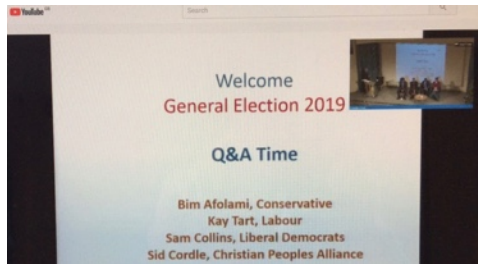 YouTube
Search
Welcome
General Election 2019
Q&A Time
Bim Afolami, Conservative
Kay Tart, Labour
Sam Collins, Liberal Democrats
Sid Cordle, Christian Peoples Alliance